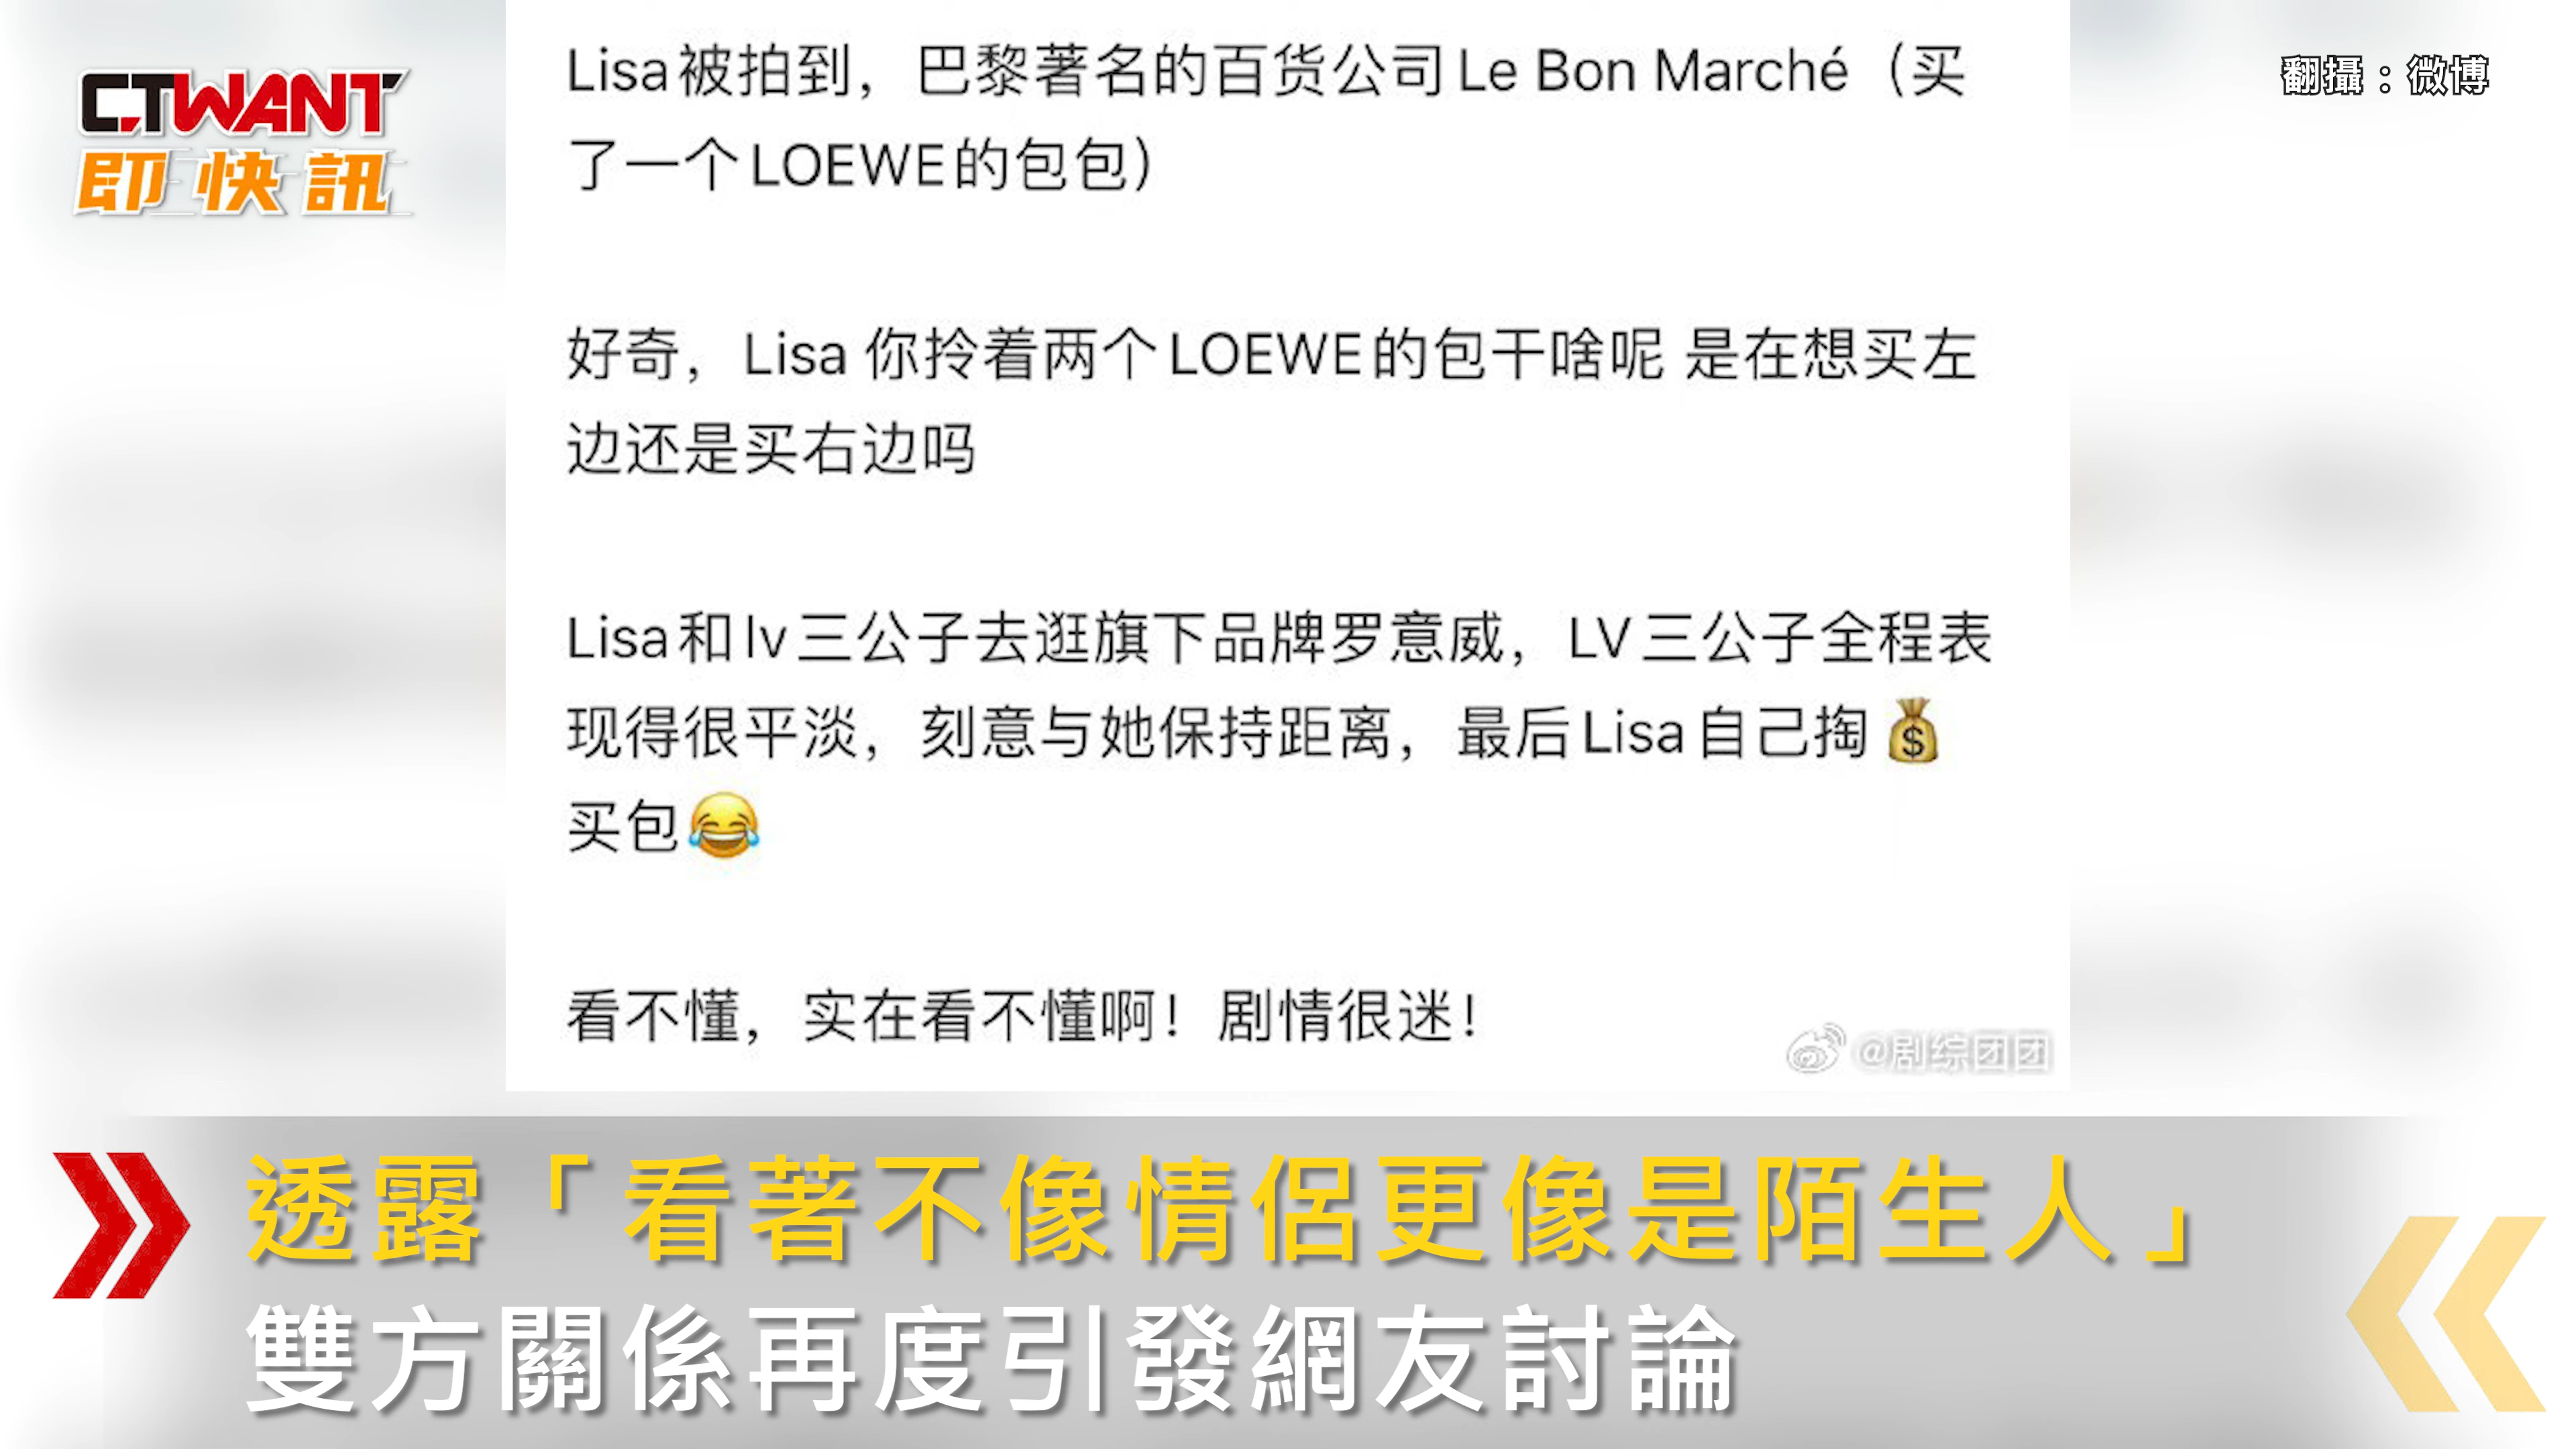 CTWANT
即快訊
翻攝：微博
Lisa被拍到，巴黎著名的百货公司Le Bon Marché（买
了一个LOEWE的包包）
好奇，Lisa 你拎着两个LOEWE的包干啥呢 是在想买左
边还是买右边吗
Lisa和lv三公子去逛旗下品牌罗意威，LV三公子全程表
现得很平淡，刻意与她保持距离，最后Lisa自己掏💰
买包😂
看不懂，实在看不懂啊！剧情很迷！
@剧综团团
透露「看著不像情侶更像是陌生人」
雙方關係再度引發網友討論